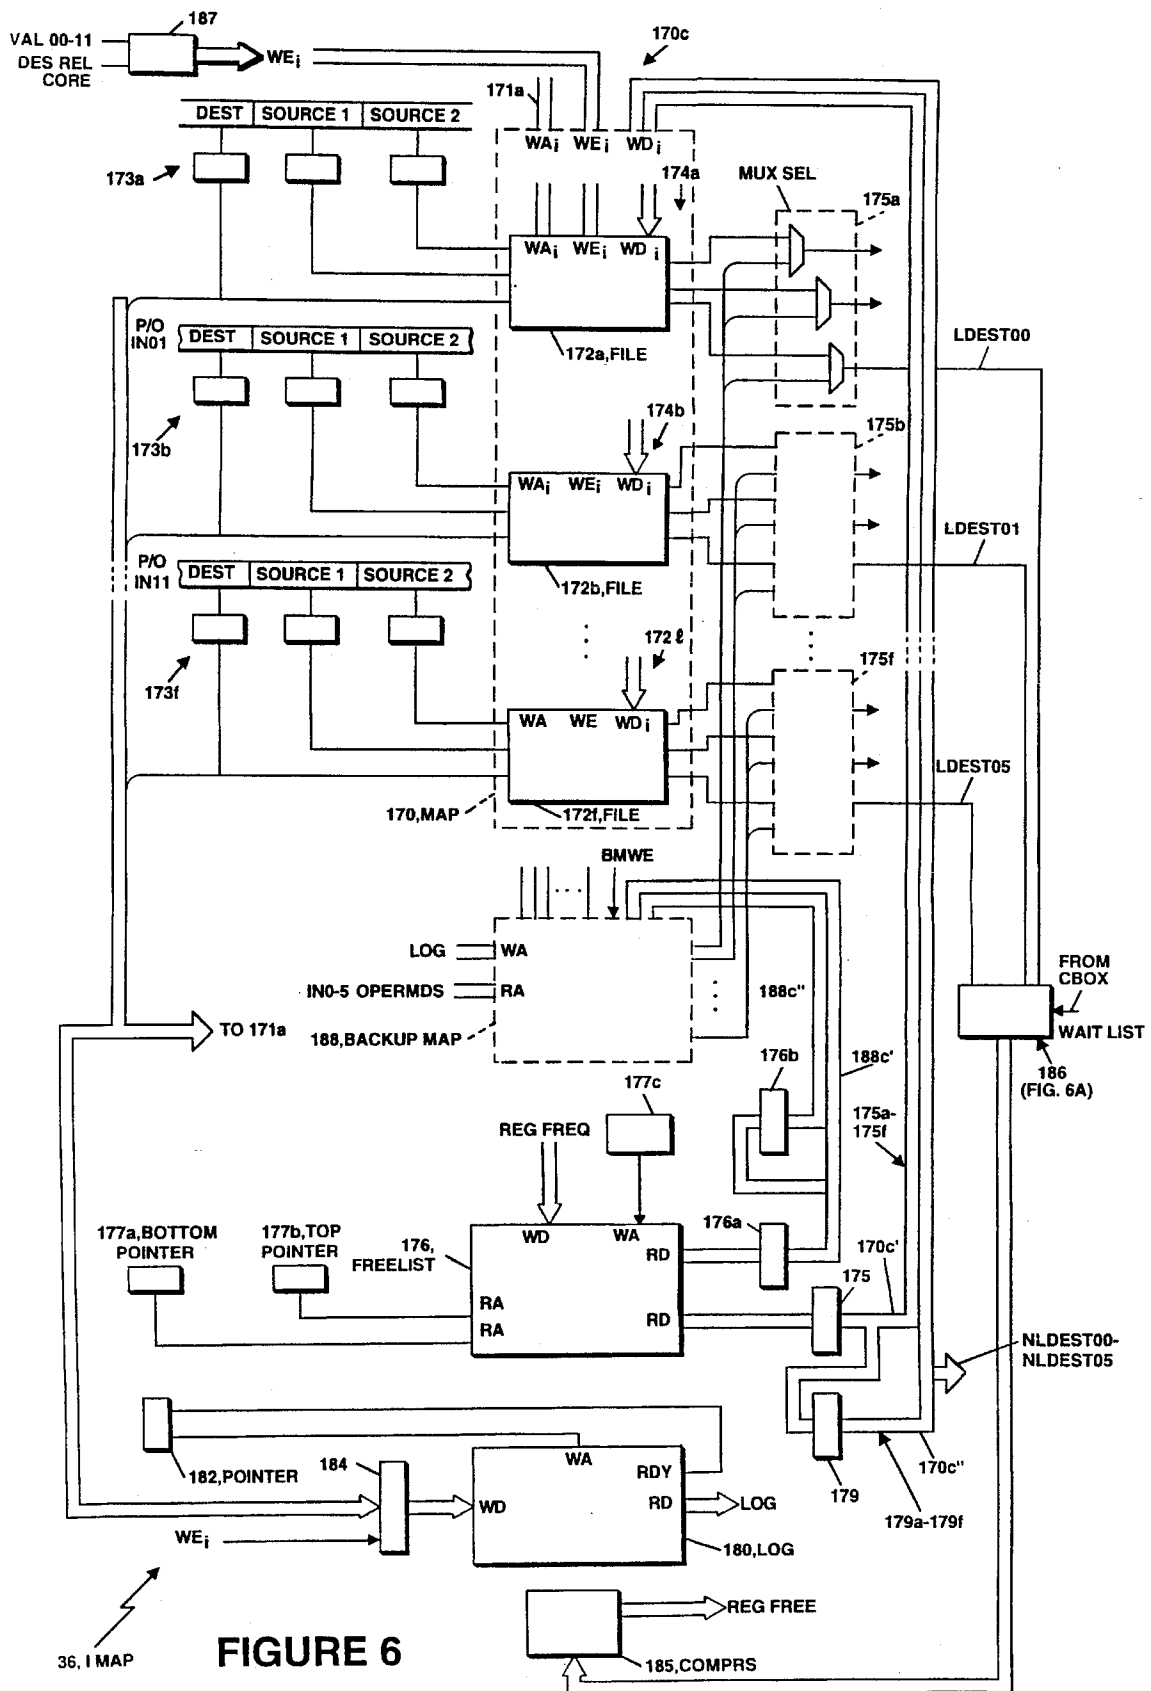 187
VAL 00-11
DES REL
CORE
WEi
170c
171a
DEST SOURCE 1 SOURCE 2
WAi WEi WDi
173a
174a
MUX SEL
175a
WAi WEi WDi
P/O
IN01
172a,FILE
DEST SOURCE 1 SOURCE 2
LDEST00
173b
174b
175b
WAi WEi WDi
LDEST01
P/O
IN11
172b,FILE
DEST SOURCE 1 SOURCE 2
172ℓ
175f
173f
WA WE WDi
LDEST05
170,MAP
172f,FILE
BMWE
LOG
WA
FROM
CBOX
IN0-5 OPERMDS
RA
188c"
TO 171a
188,BACKUP MAP
WAIT LIST
176b
188c'
186
(FIG. 6A)
177c
175a-
175f
REG FREQ
177a,BOTTOM
POINTER
177b,TOP
POINTER
176,
FREELIST
WD WA
RD
176a
170c'
RA
175
RA
RD
NLDEST00-
NLDEST05
182,POINTER
184
WA
RDY
170c"
WD
RD
LOG
179
179a-179f
WEi
180,LOG
REG FREE
36, I MAP
FIGURE 6
185,COMPRS